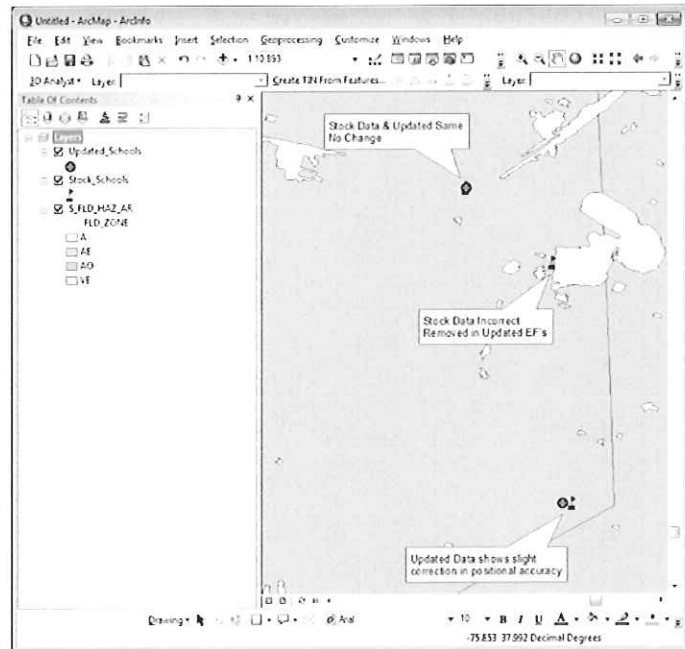 Untitled - ArcMap - ArcInfo
File Edit View Bookmarks Insert Selection Geoprocessing Customize Windows Help
1:10,853
3D Analyst Layer: Create TIN From Features... Layer:
Table Of Contents
Layers
Updated_Schools
Stock_Schools
S_FLD_HAZ_AR
FLD_ZONE
A
AE
AO
VE
Stock Data & Updated Same
No Change
Stock Data Incorrect
Removed in Updated EF's
Updated Data shows slight
correction in positional accuracy
Drawing Arial 10 B I U A
-75.853 37.992 Decimal Degrees